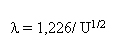 λ = 1,226/ U^1/2